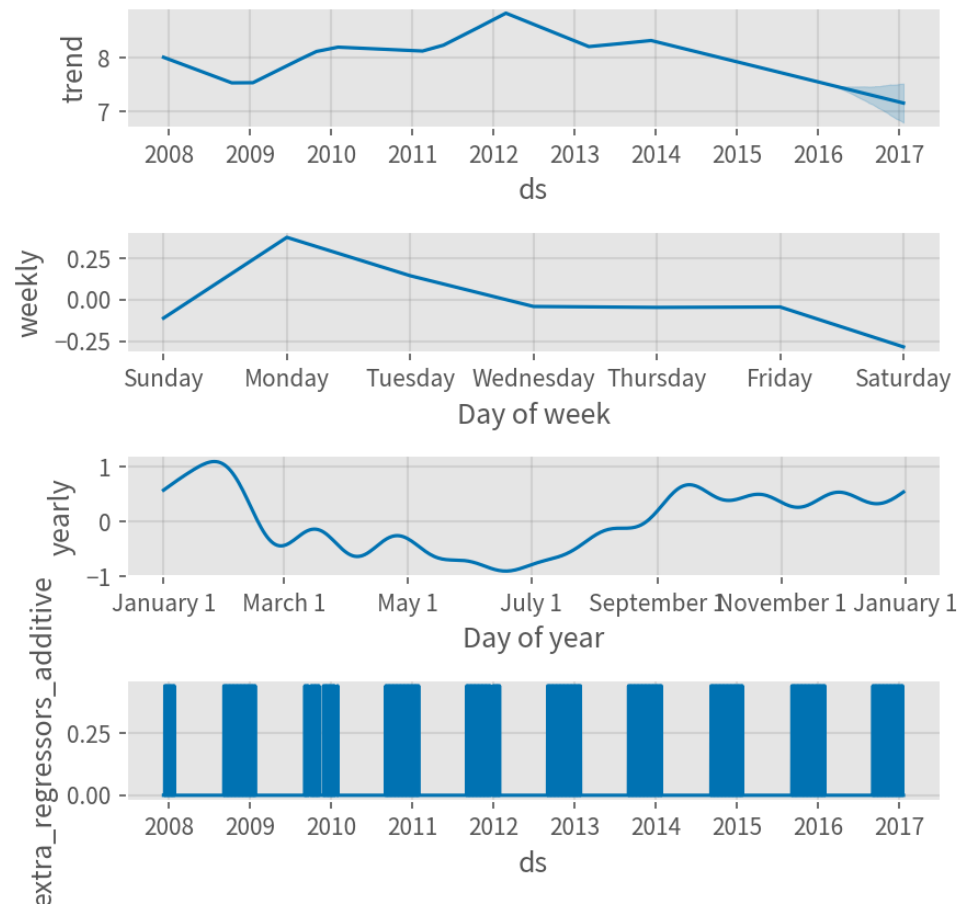 trend
8
7
2008 2009 2010 2011 2012 2013 2014 2015 2016 2017
ds
weekly
0.25
0.00
−0.25
Sunday Monday Tuesday Wednesday Thursday Friday Saturday
Day of week
yearly
1
0
−1
January 1 March 1 May 1 July 1 September 1 November 1 January 1
Day of year
extra_regressors_additive
0.25
0.00
2008 2009 2010 2011 2012 2013 2014 2015 2016 2017
ds